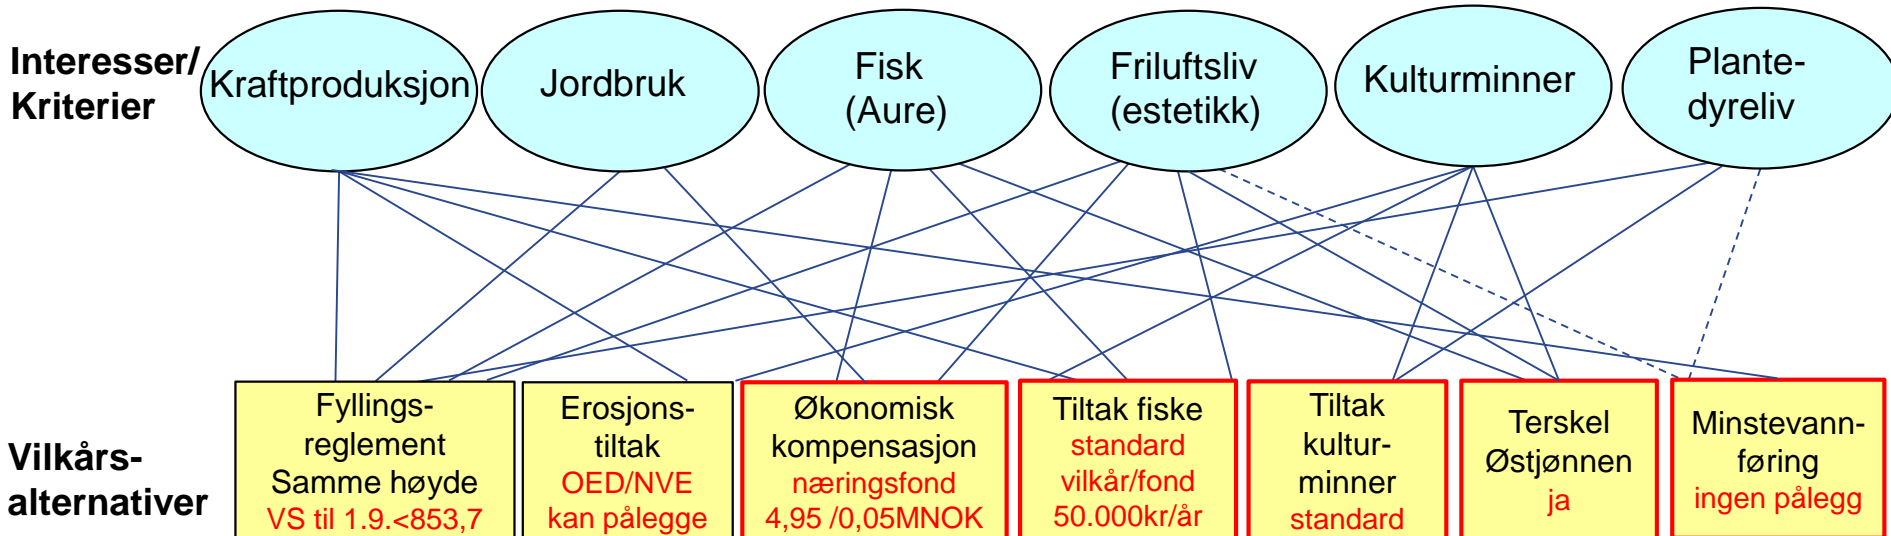 Interesser/
Kriterier
Kraftproduksjon
Jordbruk
Fisk
(Aure)
Friluftsliv
(estetikk)
Kulturminner
Plante-
dyreliv
Vilkårs-
alternativer
Fyllings-
reglement
Samme høyde
VS til 1.9.<853,7
Erosjons-
tiltak
OED/NVE
kan pålegge
Økonomisk
kompensasjon
næringsfond
4,95 /0,05MNOK
Tiltak fiske
standard
vilkår/fond
50.000kr/år
Tiltak
kultur-
minner
standard
Terskel
Østjønnen
ja
Minstevann-
føring
ingen pålegg